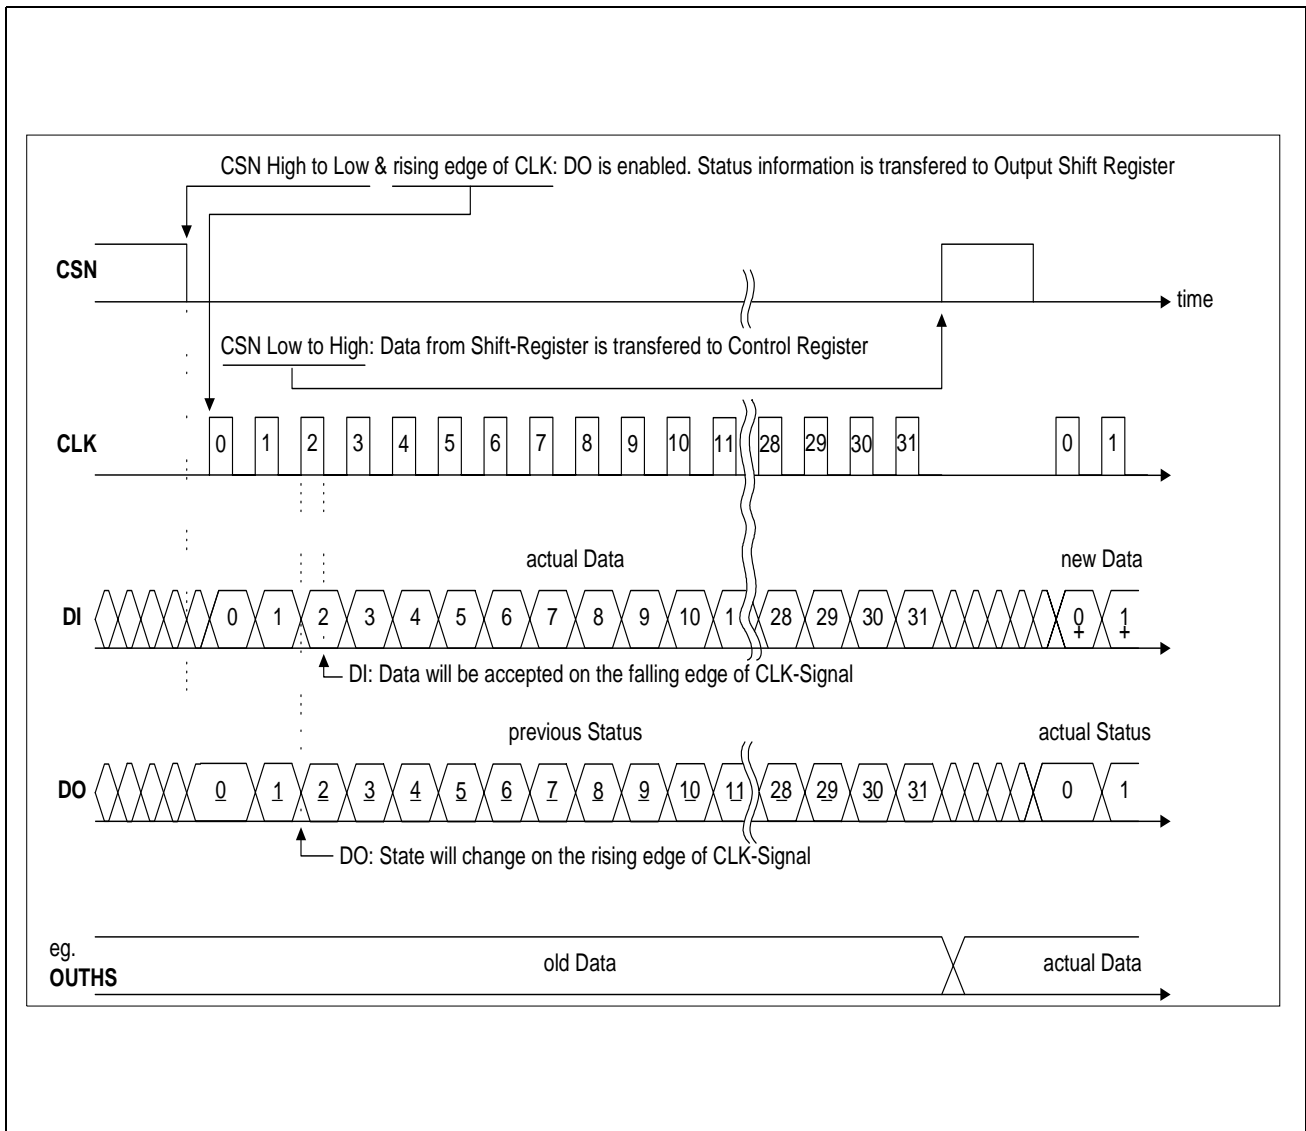 CSN High to Low & rising edge of CLK: DO is enabled. Status information is transfered to Output Shift Register
CSN
time
CSN Low to High: Data from Shift-Register is transfered to Control Register
CLK 0 1 2 3 4 5 6 7 8 9 10 11 28 29 30 31 0 1
actual Data new Data
DI 0 1 2 3 4 5 6 7 8 9 10 1 28 29 30 31 0 1
+ +
DI: Data will be accepted on the falling edge of CLK-Signal
previous Status actual Status
DO 0 1 2 3 4 5 6 7 8 9 10 11 28 29 30 31 0 1
DO: State will change on the rising edge of CLK-Signal
eg.
OUTHS old Data actual Data